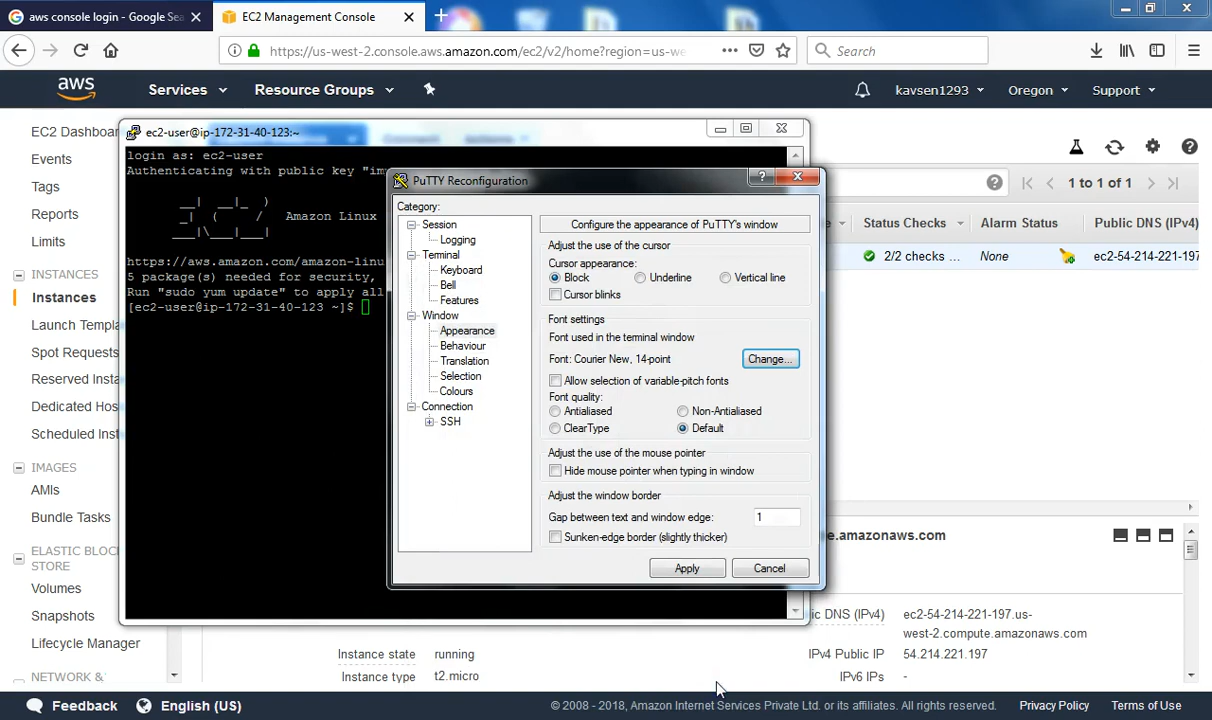 aws console login - Google Sea
EC2 Management Console
https://us-west-2.console.aws.amazon.com/ec2/v2/home?region=us-we
Search
aws
Services
Resource Groups
kavsen1293
Oregon
Support
EC2 Dashboar
Events
Tags
Reports
Limits
INSTANCES
Instances
Launch Templa
Spot Requests
Reserved Insta
Dedicated Hos
Scheduled Inst
IMAGES
AMIs
Bundle Tasks
ELASTIC BLOC
STORE
Volumes
Snapshots
Lifecycle Manager
NETWORK &
ec2-user@ip-172-31-40-123:~
login as: ec2-user
Authenticating with public key "im
__|  __|_  )
_|  (     /   Amazon Linux
___|\___|___|
https://aws.amazon.com/amazon-linu
5 package(s) needed for security,
Run "sudo yum update" to apply all
[ec2-user@ip-172-31-40-123 ~]$
PuTTY Reconfiguration
Category:
Session
Logging
Terminal
Keyboard
Bell
Features
Window
Appearance
Behaviour
Translation
Selection
Colours
Connection
SSH
Configure the appearance of PuTTY's window
Adjust the use of the cursor
Cursor appearance:
Block
Underline
Vertical line
Cursor blinks
Font settings
Font used in the terminal window
Font: Courier New, 14-point
Change...
Allow selection of variable-pitch fonts
Font quality:
Antialiased
Non-Antialiased
ClearType
Default
Adjust the use of the mouse pointer
Hide mouse pointer when typing in window
Adjust the window border
Gap between text and window edge:
1
Sunken-edge border (slightly thicker)
Apply
Cancel
1 to 1 of 1
Status Checks
Alarm Status
Public DNS (IPv4)
2/2 checks ...
ec2-54-214-221-197
e.amazonaws.com
Instance state
running
Instance type
t2.micro
ic DNS (IPv4)
ec2-54-214-221-197.us-
west-2.compute.amazonaws.com
IPv4 Public IP
54.214.221.197
IPv6 IPs
-
Feedback
English (US)
© 2008 - 2018, Amazon Internet Services Private Ltd. or its affiliates. All rights reserved.
Privacy Policy
Terms of Use